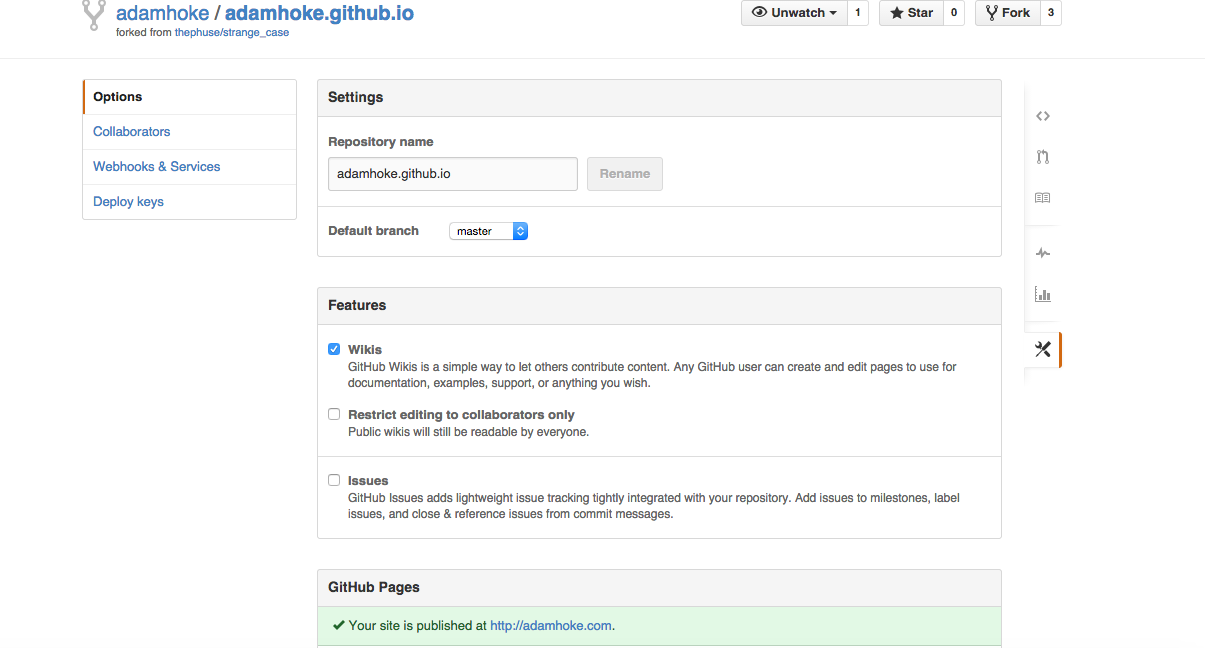 adamhoke / adamhoke.github.io
forked from thephuse/strange_case
Unwatch 1
Star 0
Fork 3
Options
Collaborators
Webhooks & Services
Deploy keys
Settings
Repository name
adamhoke.github.io
Rename
Default branch
master
Features
Wikis
GitHub Wikis is a simple way to let others contribute content. Any GitHub user can create and edit pages to use for
documentation, examples, support, or anything you wish.
Restrict editing to collaborators only
Public wikis will still be readable by everyone.
Issues
GitHub Issues adds lightweight issue tracking tightly integrated with your repository. Add issues to milestones, label
issues, and close & reference issues from commit messages.
GitHub Pages
Your site is published at http://adamhoke.com.